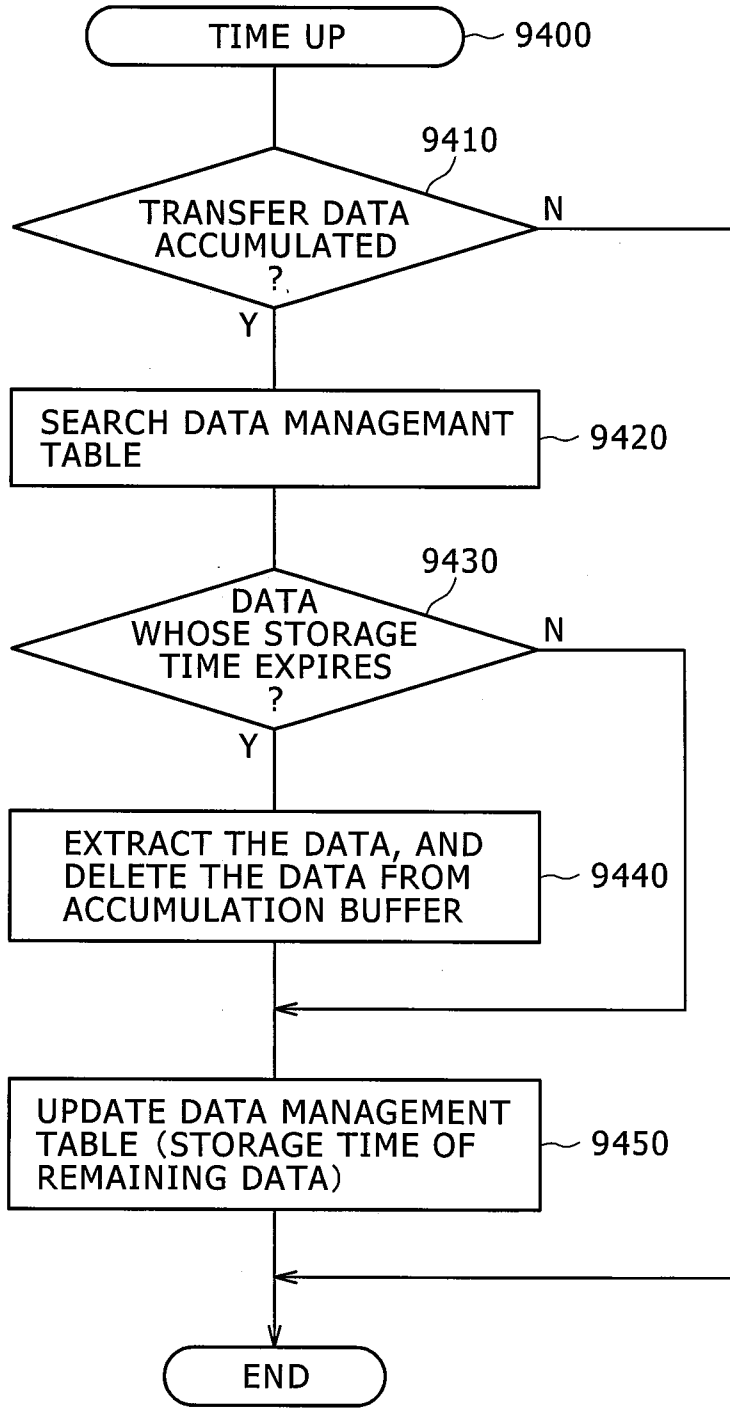 TIME UP
9400
9410
TRANSFER DATA
ACCUMULATED
?
N
Y
SEARCH DATA MANAGEMANT
TABLE
9420
9430
DATA
WHOSE STORAGE
TIME EXPIRES
?
N
Y
EXTRACT THE DATA, AND
DELETE THE DATA FROM
ACCUMULATION BUFFER
9440
UPDATE DATA MANAGEMENT
TABLE (STORAGE TIME OF
REMAINING DATA)
9450
END